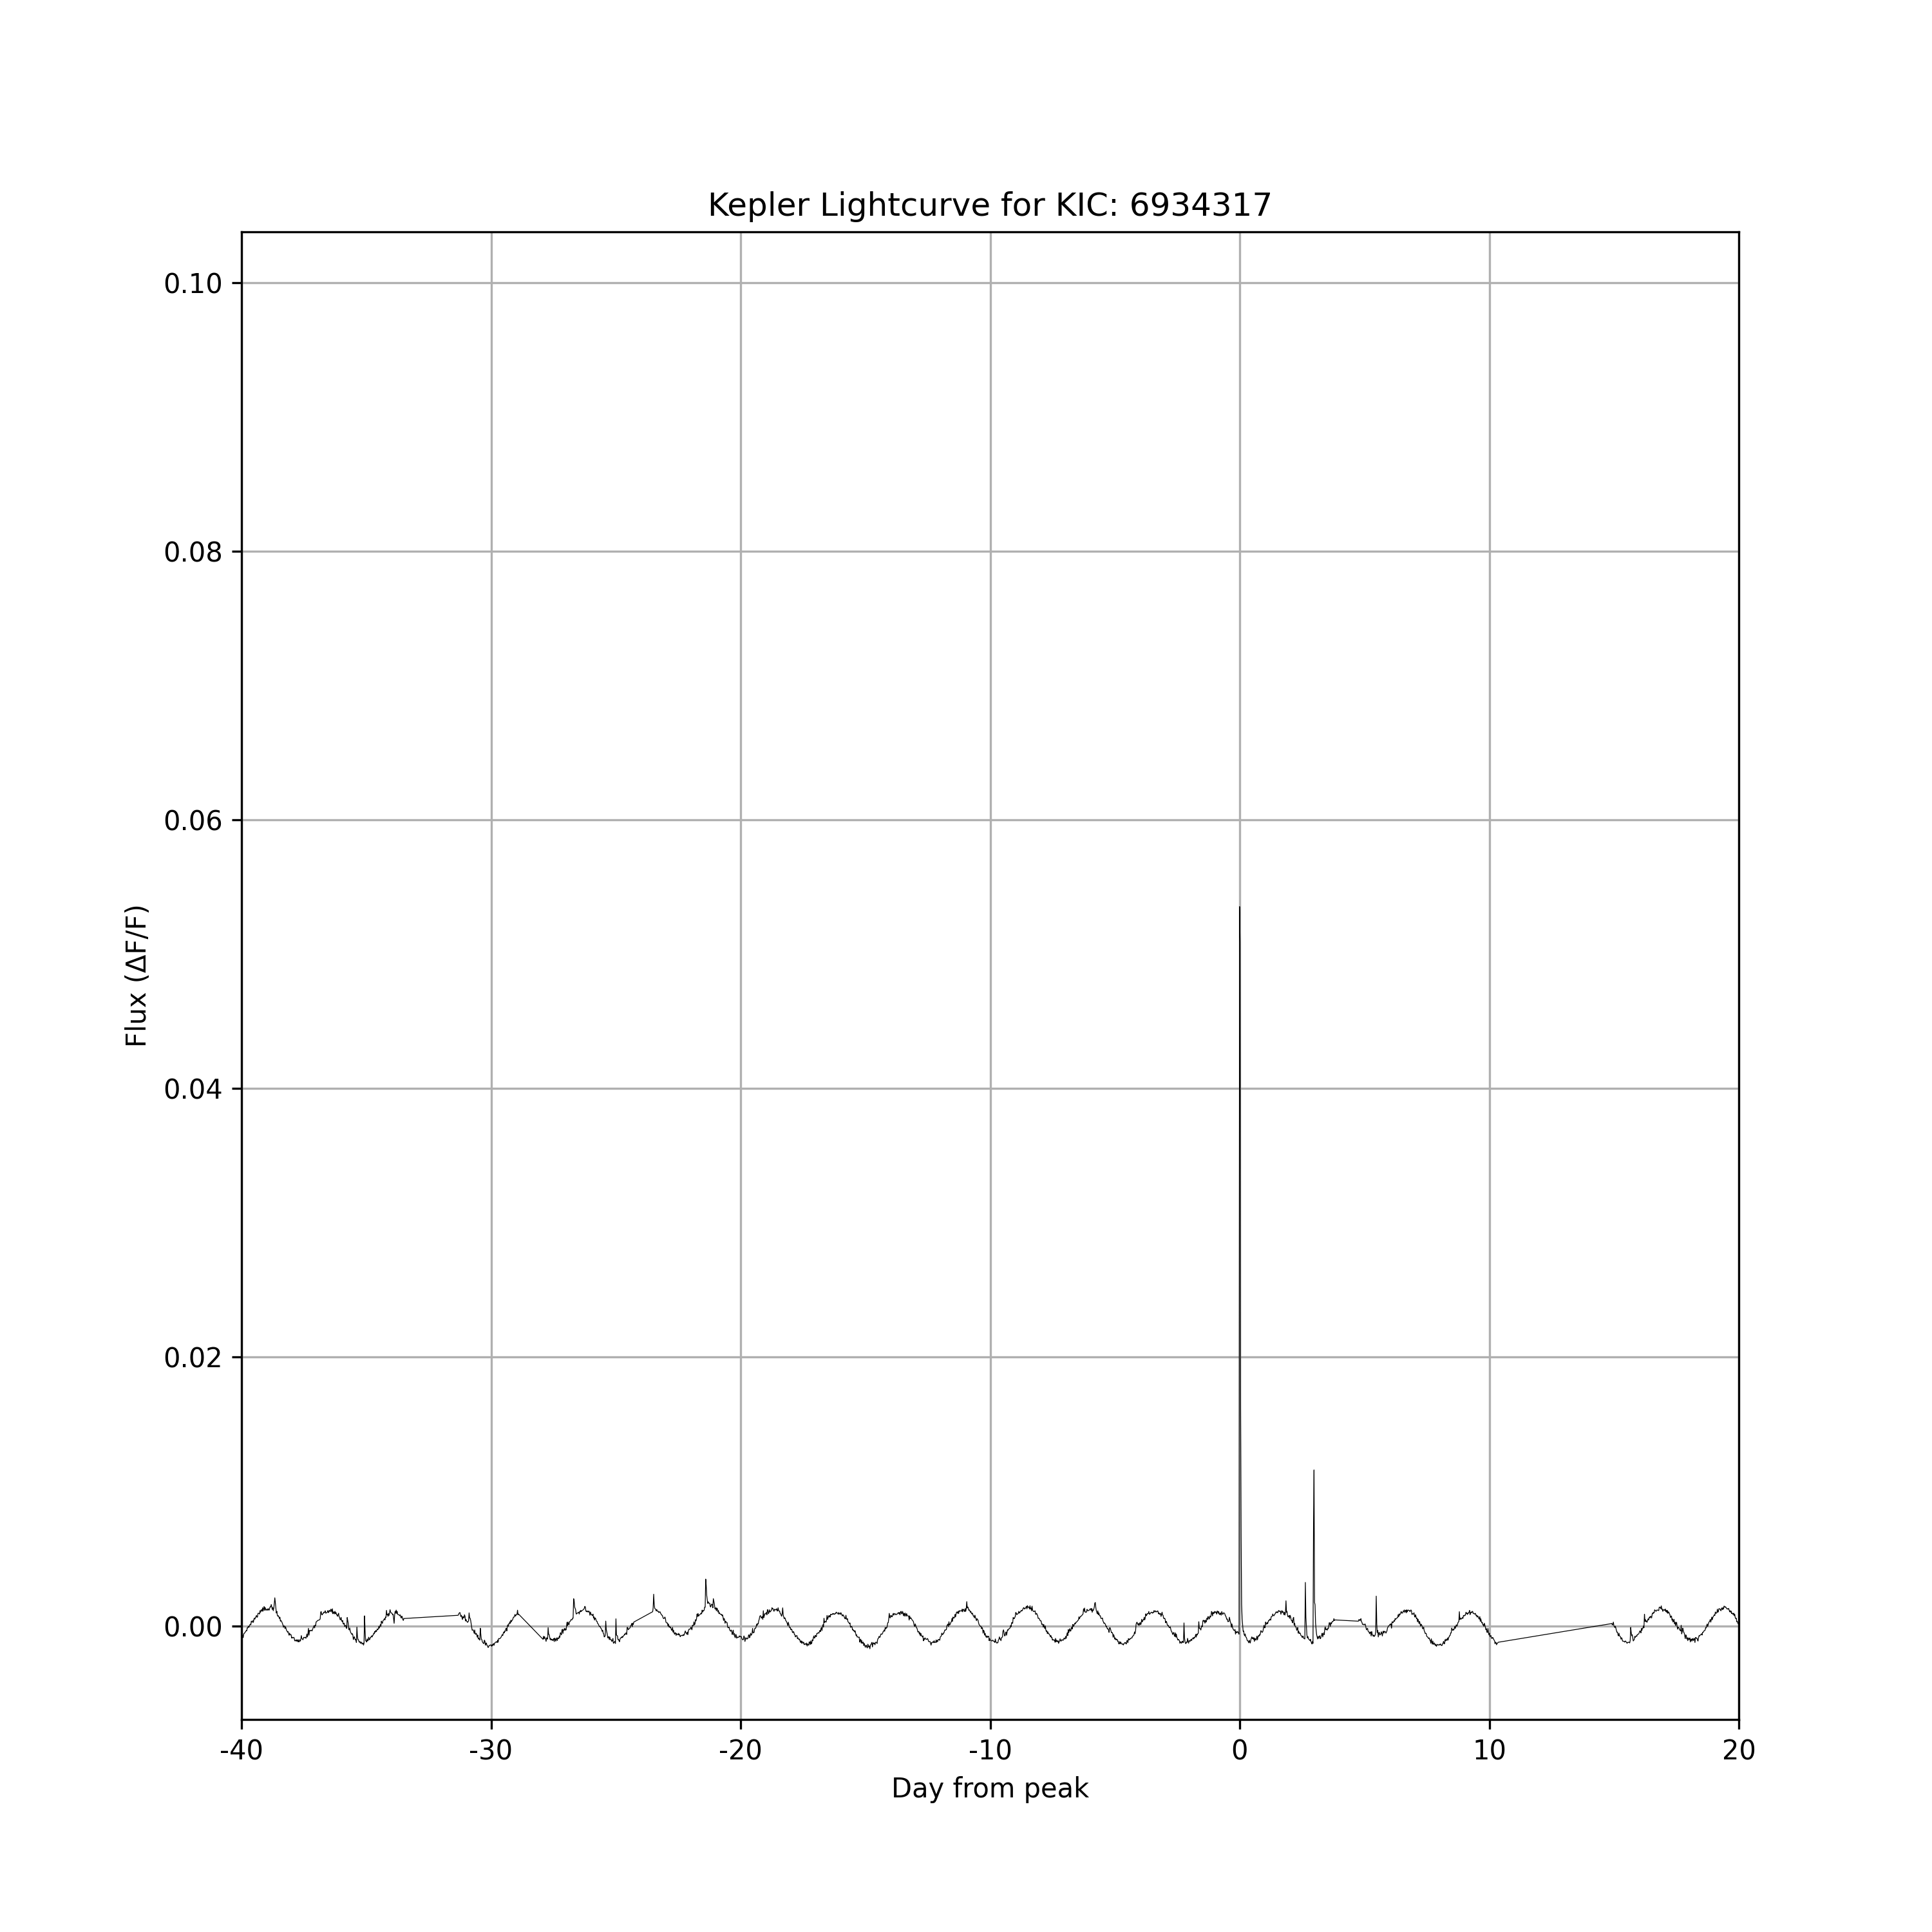 Kepler Lightcurve for KIC: 6934317
0.10
0.08
0.06
0.04
0.02
0.00
Flux (ΔF/F)
-40 -30 -20 -10 0 10 20
Day from peak